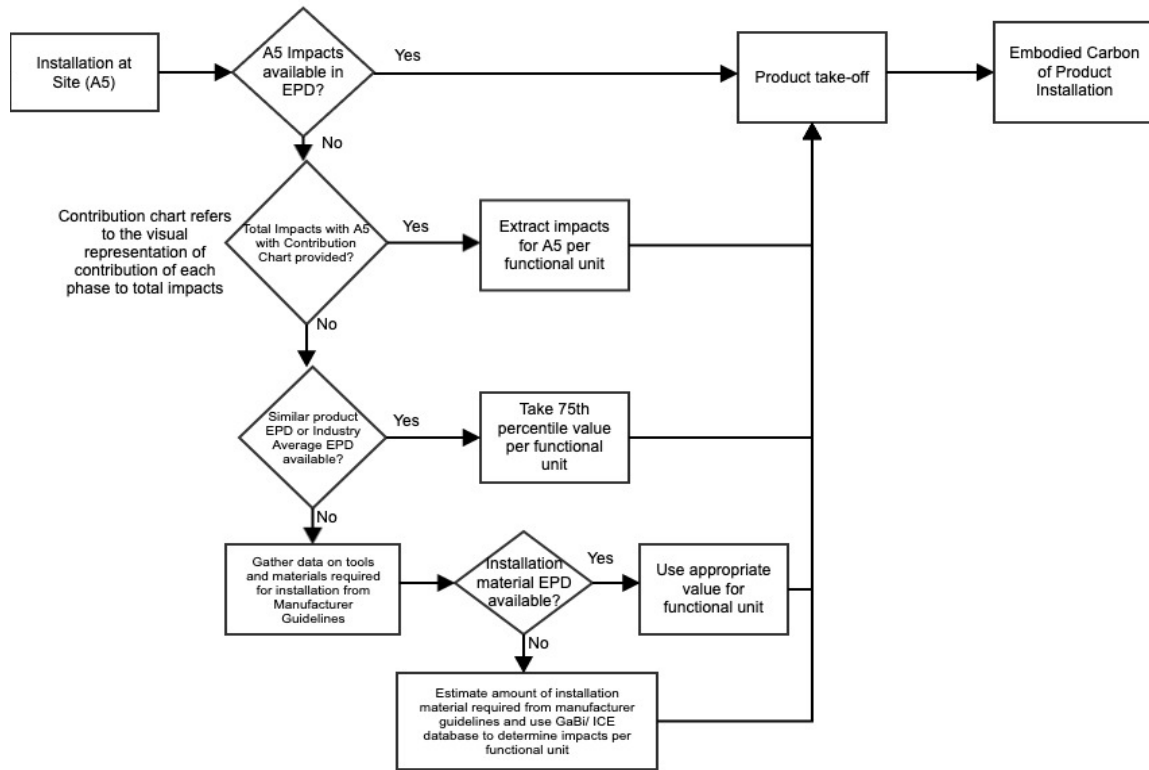 Installation at
Site (A5)
A5 Impacts
available in
EPD?
Yes
Product take-off
Embodied Carbon
of Product
Installation
No
Contribution chart refers
to the visual
representation of
contribution of each
phase to total impacts
Total Impacts with A5
with Contribution
Chart provided?
Yes
Extract impacts
for A5 per
functional unit
No
Similar product
EPD or Industry
Average EPD
available?
Yes
Take 75th
percentile value
per functional
unit
No
Gather data on tools
and materials required
for installation from
Manufacturer
Guidelines
Installation
material EPD
available?
Yes
Use appropriate
value for
functional unit
No
Estimate amount of installation
material required from manufacturer
guidelines and use GaBi/ ICE
database to determine impacts per
functional unit